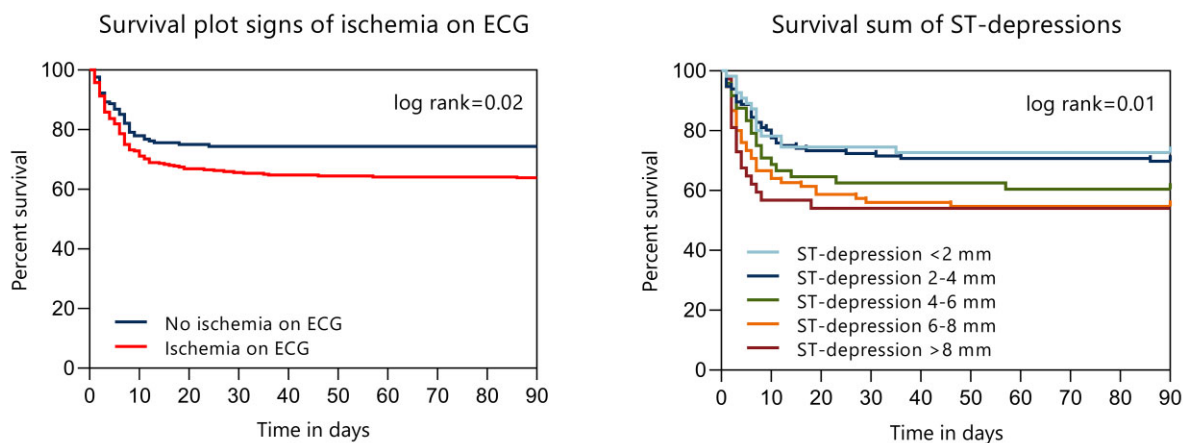 Survival plot signs of ischemia on ECG
Percent survival
100
80
60
40
20
0
log rank=0.02
No ischemia on ECG
Ischemia on ECG
0 10 20 30 40 50 60 70 80 90
Time in days
Survival sum of ST-depressions
Percent survival
100
80
60
40
20
0
log rank=0.01
ST-depression <2 mm
ST-depression 2-4 mm
ST-depression 4-6 mm
ST-depression 6-8 mm
ST-depression >8 mm
0 10 20 30 40 50 60 70 80 90
Time in days